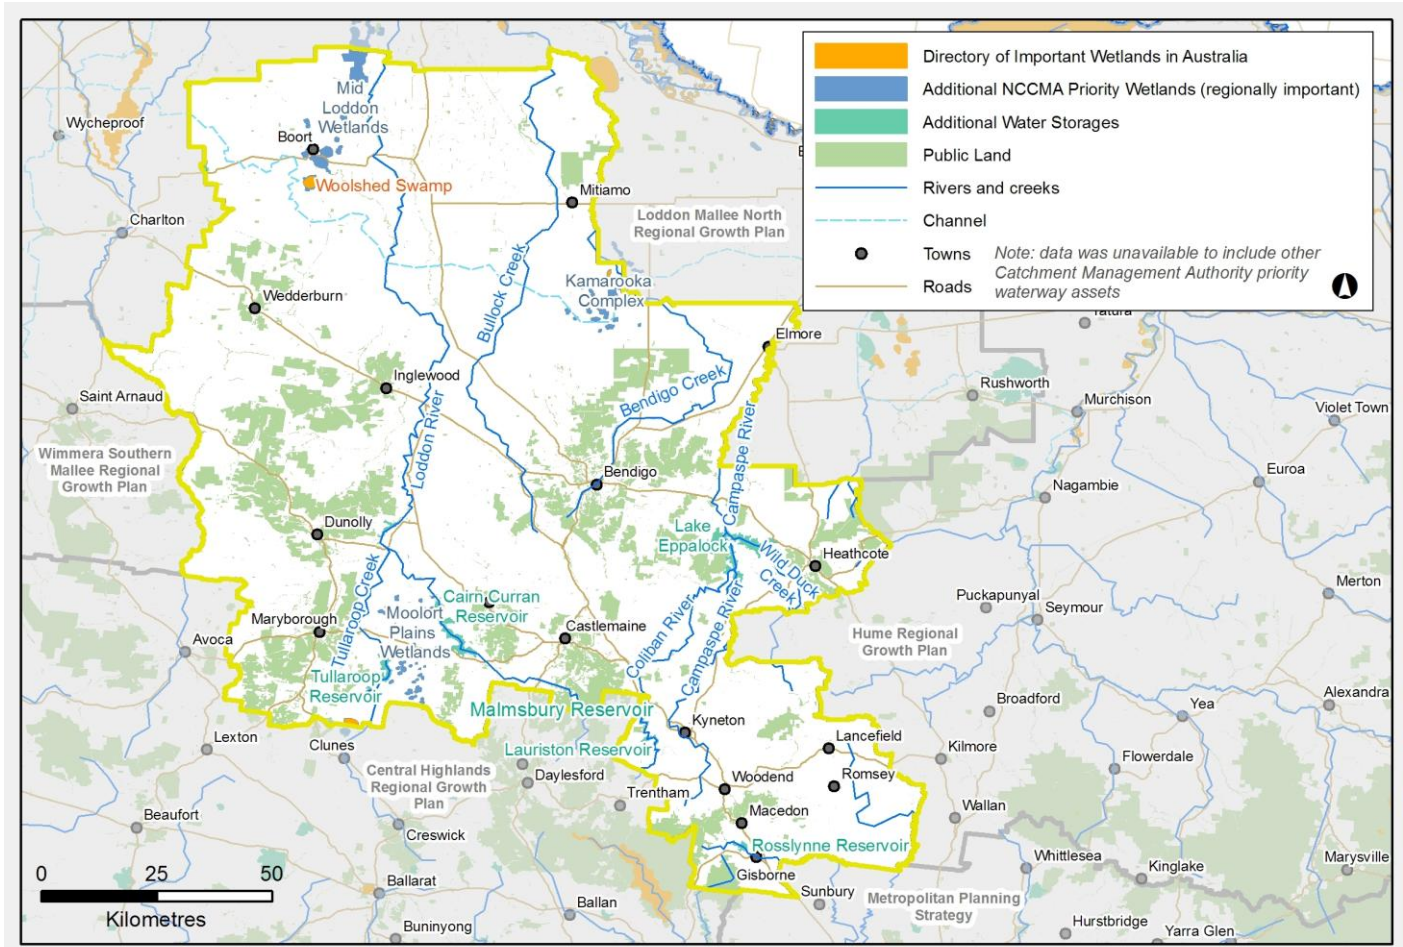 Directory of Important Wetlands in Australia
Additional NCCMA Priority Wetlands (regionally important)
Additional Water Storages
Public Land
Rivers and creeks
Channel
Towns
Note: data was unavailable to include other
Catchment Management Authority priority
waterway assets
Roads
Wycheproof
Mid
Loddon
Wetlands
Boort
Woolshed Swamp
Mitiamo
Charlton
Loddon Mallee North
Regional Growth Plan
Bullock Creek
Kamarooka
Complex
Wedderburn
Elmore
Inglewood
Bendigo Creek
Rushworth
Saint Arnaud
Murchison
Violet Town
Loddon River
Campaspe River
Wimmera Southern
Mallee Regional
Growth Plan
Bendigo
Euroa
Nagambie
Dunolly
Lake
Eppalock
Wild Duck
Creek
Heathcote
Tullaroop Creek
Cairn Curran
Reservoir
Moolort
Plains
Wetlands
Coliban River
Campaspe River
Puckapunyal
Seymour
Merton
Maryborough
Castlemaine
Avoca
Hume Regional
Growth Plan
Tullaroop
Reservoir
Malmsbury Reservoir
Broadford
Yea
Alexandra
Kyneton
Lancefield
Lexton
Clunes
Lauriston Reservoir
Kilmore
Flowerdale
Central Highlands
Regional Growth
Plan
Daylesford
Woodend
Romsey
Trentham
Macedon
Wallan
Beaufort
Creswick
Rosslynne Reservoir
Whittlesea
Kinglake
Marysville
Gisborne
Sunbury
Metropolitan Planning
Strategy
Ballarat
Ballan
Buninyong
Hurstbridge
Yarra Glen
0 25 50
Kilometres